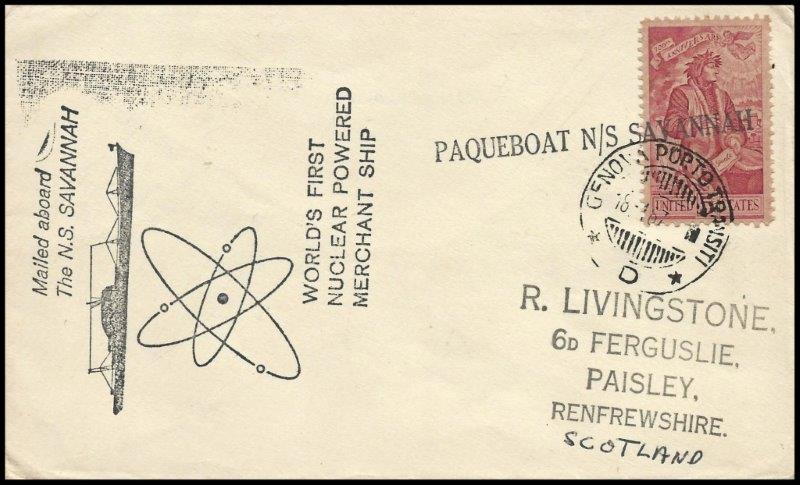 Mailed aboard
The N.S. SAVANNAH
WORLD'S FIRST
NUCLEAR POWERED
MERCHANT SHIP
PAQUEBOAT N/S SAVANNAH
GENOVA PORTO TRANSITI
D
UNITED STATES
R. LIVINGSTONE,
6D FERGUSLIE,
PAISLEY,
RENFREWSHIRE.
SCOTLAND